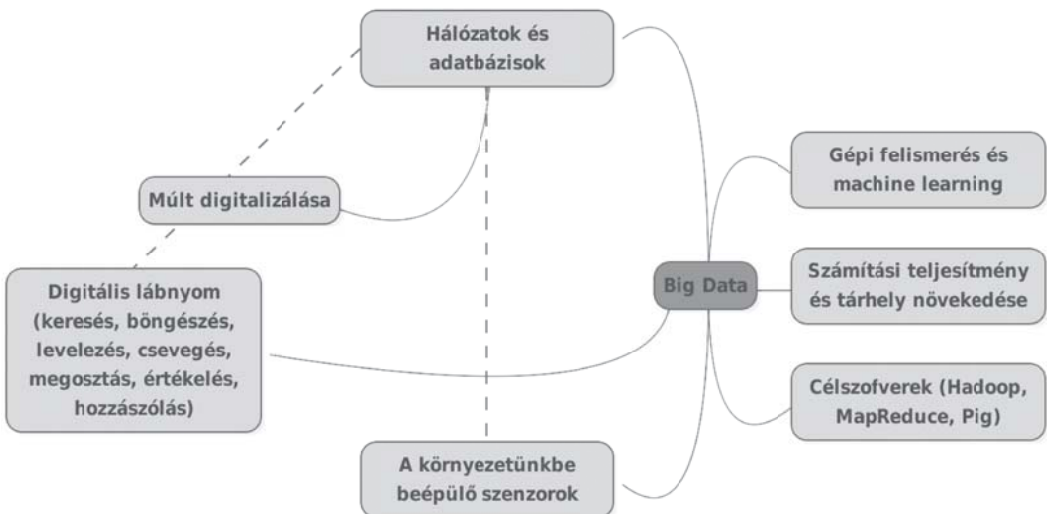 Hálózatok és
adatbázisok
Múlt digitalizálása
Digitális lábnyom
(keresés, böngészés,
levelezés, csevegés,
megosztás, értékelés,
hozzászólás)
A környezetünkbe
beépülő szenzorok
Big Data
Gépi felismerés és
machine learning
Számítási teljesítmény
és tárhely növekedése
Célszofverek (Hadoop,
MapReduce, Pig)